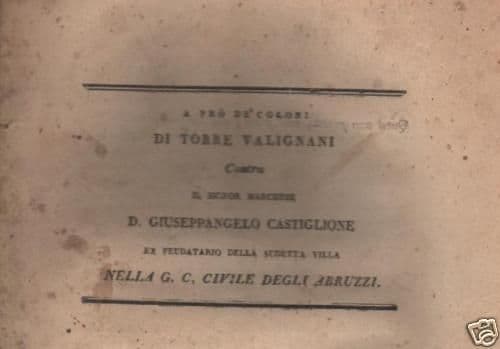 A PRÒ DE' COLONI
DI TORRE VALIGNANI
Contra
IL SIGNOR MARCHESE
D. GIUSEPPANGELO CASTIGLIONE
EX FEUDATARIO DELLA SUDETTA VILLA
NELLA G. C. CIVILE DEGLI ABRUZZI.